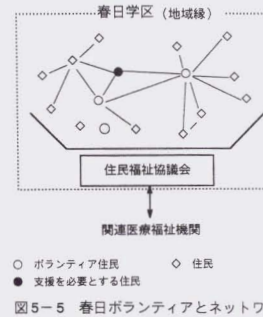 春日学区（地域縁）
住民福祉協議会
関連医療福祉機関
○ ボランティア住民 ◇ 住民
● 支援を必要とする住民
図5－5 春日ボランティアとネットワ